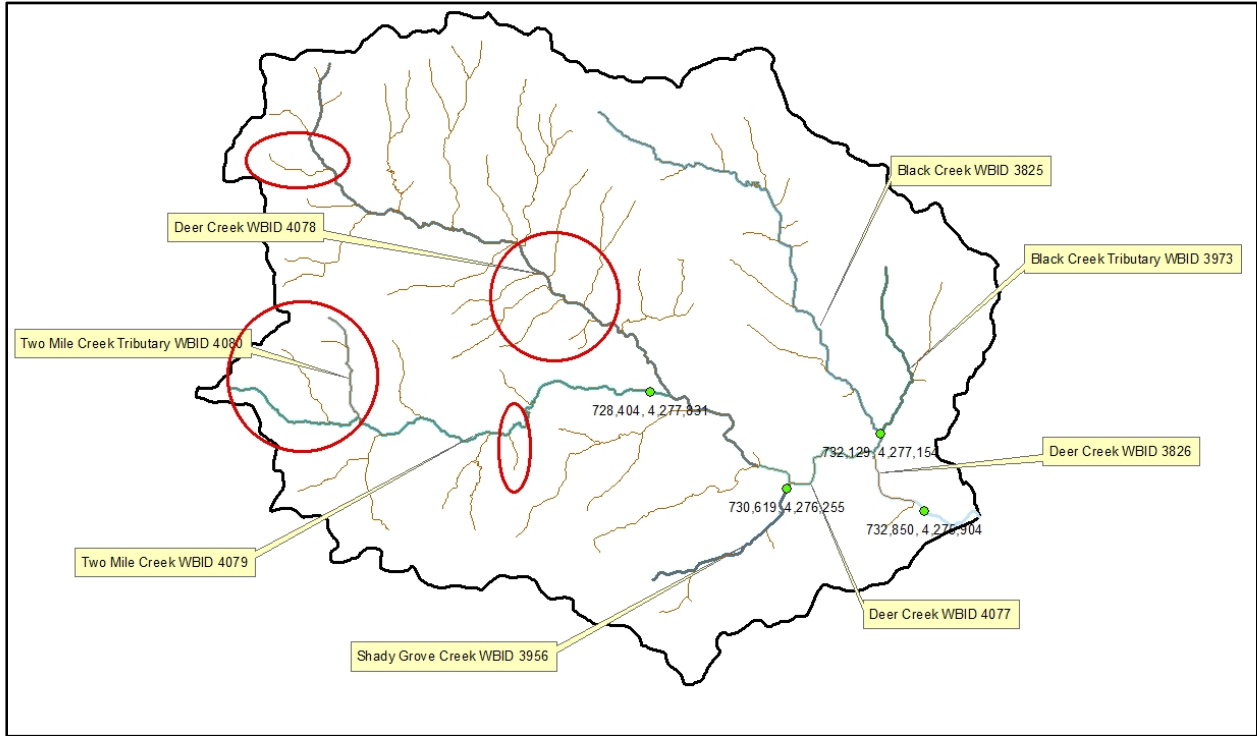 Black Creek WBID 3825
Deer Creek WBID 4078
Black Creek Tributary WBID 3973
Two Mile Creek Tributary WBID 4080
728,404, 4,277,831
732,129, 4,277,154
Deer Creek WBID 3826
730,619, 4,276,255
732,850, 4,275,904
Two Mile Creek WBID 4079
Deer Creek WBID 4077
Shady Grove Creek WBID 3956